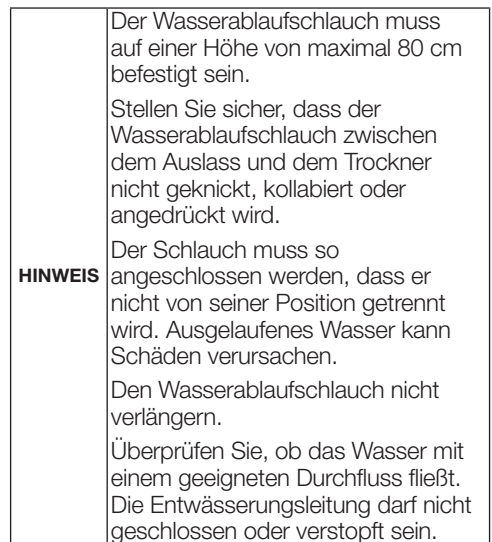 Der Wasserablaufschlauch muss
auf einer Höhe von maximal 80 cm
befestigt sein.
Stellen Sie sicher, dass der
Wasserablaufschlauch zwischen
dem Auslass und dem Trockner
nicht geknickt, kollabiert oder
angedrückt wird.
Der Schlauch muss so
HINWEIS angeschlossen werden, dass er
nicht von seiner Position getrennt
wird. Ausgelaufenes Wasser kann
Schäden verursachen.
Den Wasserablaufschlauch nicht
verlängern.
Überprüfen Sie, ob das Wasser mit
einem geeigneten Durchfluss fließt.
Die Entwässerungsleitung darf nicht
geschlossen oder verstopft sein.